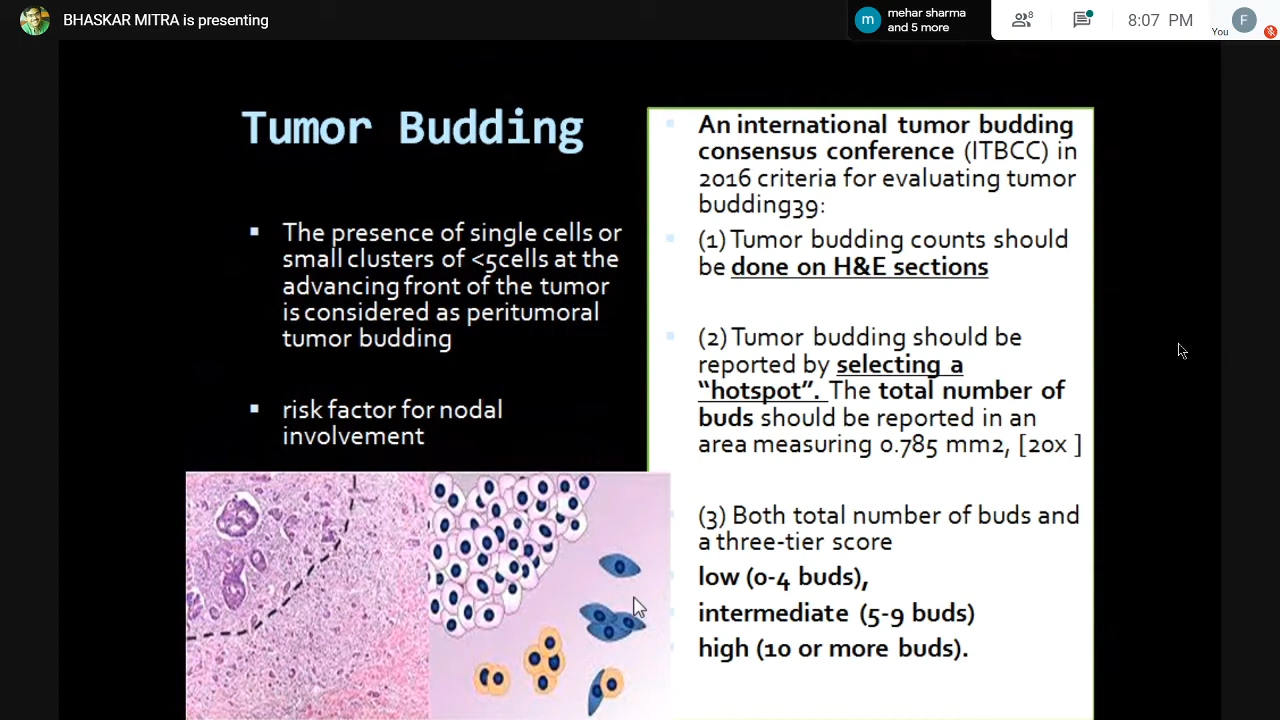 BHASKAR MITRA is presenting
m
mehar sharma
and 5 more
8
8:07 PM
You
F
Tumor Budding
The presence of single cells or
small clusters of <5cells at the
advancing front of the tumor
is considered as peritumoral
tumor budding
risk factor for nodal
involvement
An international tumor budding
consensus conference (ITBCC) in
2016 criteria for evaluating tumor
budding39:
(1) Tumor budding counts should
be done on H&E sections
(2) Tumor budding should be
reported by selecting a
“hotspot”. The total number of
buds should be reported in an
area measuring 0.785 mm2, [20x ]
(3) Both total number of buds and
a three-tier score
low (0-4 buds),
intermediate (5-9 buds)
high (10 or more buds).